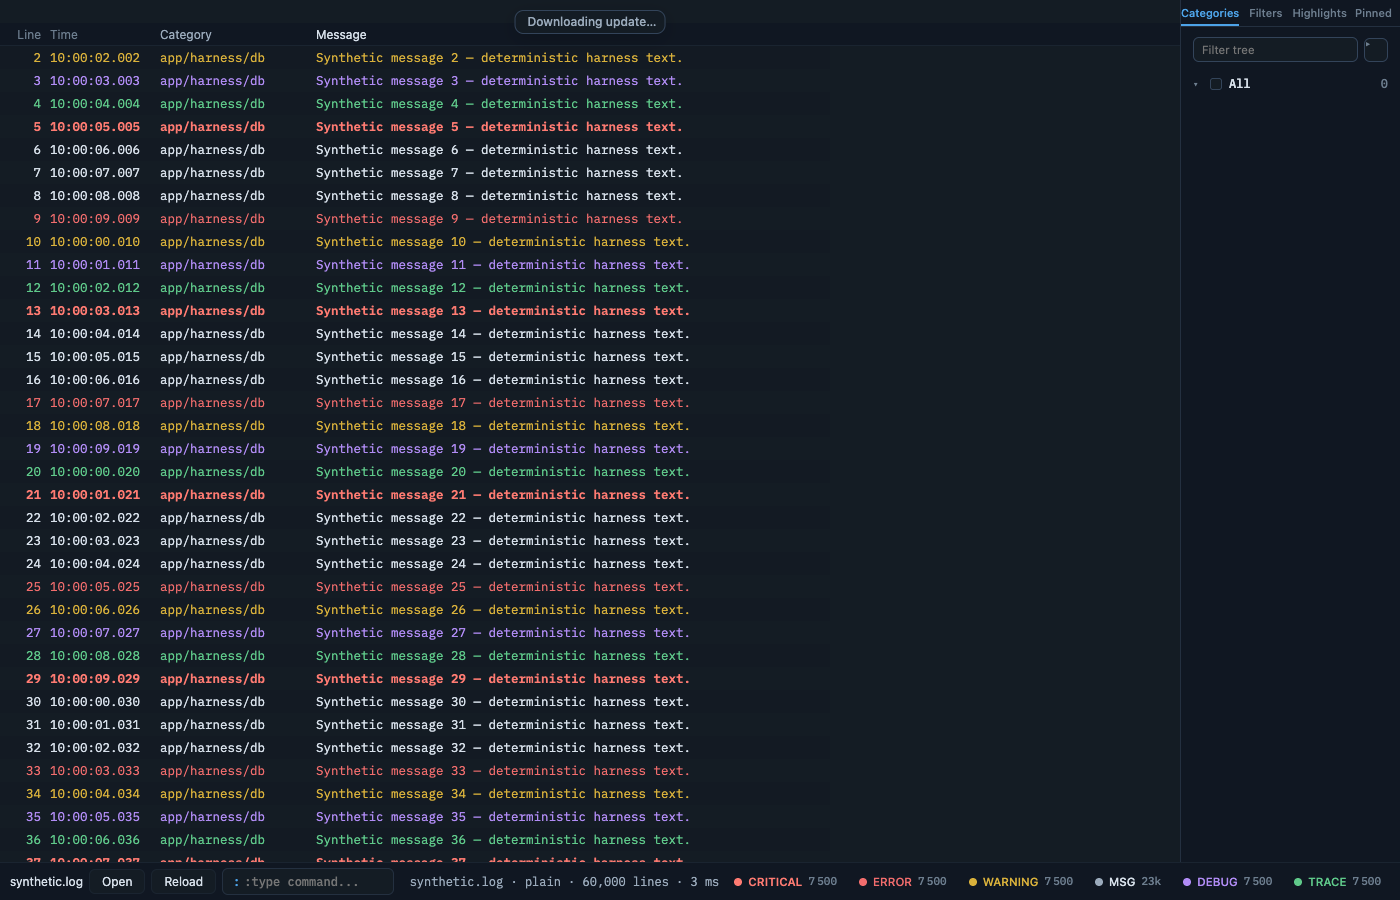 Downloading update...
Categories Filters Highlights Pinned
Line Time Category Message
Filter tree
All 0
2 10:00:02.002 app/harness/db Synthetic message 2 — deterministic harness text.
3 10:00:03.003 app/harness/db Synthetic message 3 — deterministic harness text.
4 10:00:04.004 app/harness/db Synthetic message 4 — deterministic harness text.
5 10:00:05.005 app/harness/db Synthetic message 5 — deterministic harness text.
6 10:00:06.006 app/harness/db Synthetic message 6 — deterministic harness text.
7 10:00:07.007 app/harness/db Synthetic message 7 — deterministic harness text.
8 10:00:08.008 app/harness/db Synthetic message 8 — deterministic harness text.
9 10:00:09.009 app/harness/db Synthetic message 9 — deterministic harness text.
10 10:00:00.010 app/harness/db Synthetic message 10 — deterministic harness text.
11 10:00:01.011 app/harness/db Synthetic message 11 — deterministic harness text.
12 10:00:02.012 app/harness/db Synthetic message 12 — deterministic harness text.
13 10:00:03.013 app/harness/db Synthetic message 13 — deterministic harness text.
14 10:00:04.014 app/harness/db Synthetic message 14 — deterministic harness text.
15 10:00:05.015 app/harness/db Synthetic message 15 — deterministic harness text.
16 10:00:06.016 app/harness/db Synthetic message 16 — deterministic harness text.
17 10:00:07.017 app/harness/db Synthetic message 17 — deterministic harness text.
18 10:00:08.018 app/harness/db Synthetic message 18 — deterministic harness text.
19 10:00:09.019 app/harness/db Synthetic message 19 — deterministic harness text.
20 10:00:00.020 app/harness/db Synthetic message 20 — deterministic harness text.
21 10:00:01.021 app/harness/db Synthetic message 21 — deterministic harness text.
22 10:00:02.022 app/harness/db Synthetic message 22 — deterministic harness text.
23 10:00:03.023 app/harness/db Synthetic message 23 — deterministic harness text.
24 10:00:04.024 app/harness/db Synthetic message 24 — deterministic harness text.
25 10:00:05.025 app/harness/db Synthetic message 25 — deterministic harness text.
26 10:00:06.026 app/harness/db Synthetic message 26 — deterministic harness text.
27 10:00:07.027 app/harness/db Synthetic message 27 — deterministic harness text.
28 10:00:08.028 app/harness/db Synthetic message 28 — deterministic harness text.
29 10:00:09.029 app/harness/db Synthetic message 29 — deterministic harness text.
30 10:00:00.030 app/harness/db Synthetic message 30 — deterministic harness text.
31 10:00:01.031 app/harness/db Synthetic message 31 — deterministic harness text.
32 10:00:02.032 app/harness/db Synthetic message 32 — deterministic harness text.
33 10:00:03.033 app/harness/db Synthetic message 33 — deterministic harness text.
34 10:00:04.034 app/harness/db Synthetic message 34 — deterministic harness text.
35 10:00:05.035 app/harness/db Synthetic message 35 — deterministic harness text.
36 10:00:06.036 app/harness/db Synthetic message 36 — deterministic harness text.
37 10:00:07.037 app/harness/db Synthetic message 37 — deterministic harness text.
synthetic.log Open Reload : :type command... synthetic.log · plain · 60,000 lines · 3 ms CRITICAL 7 500 ERROR 7 500 WARNING 7 500 MSG 23k DEBUG 7 500 TRACE 7 500